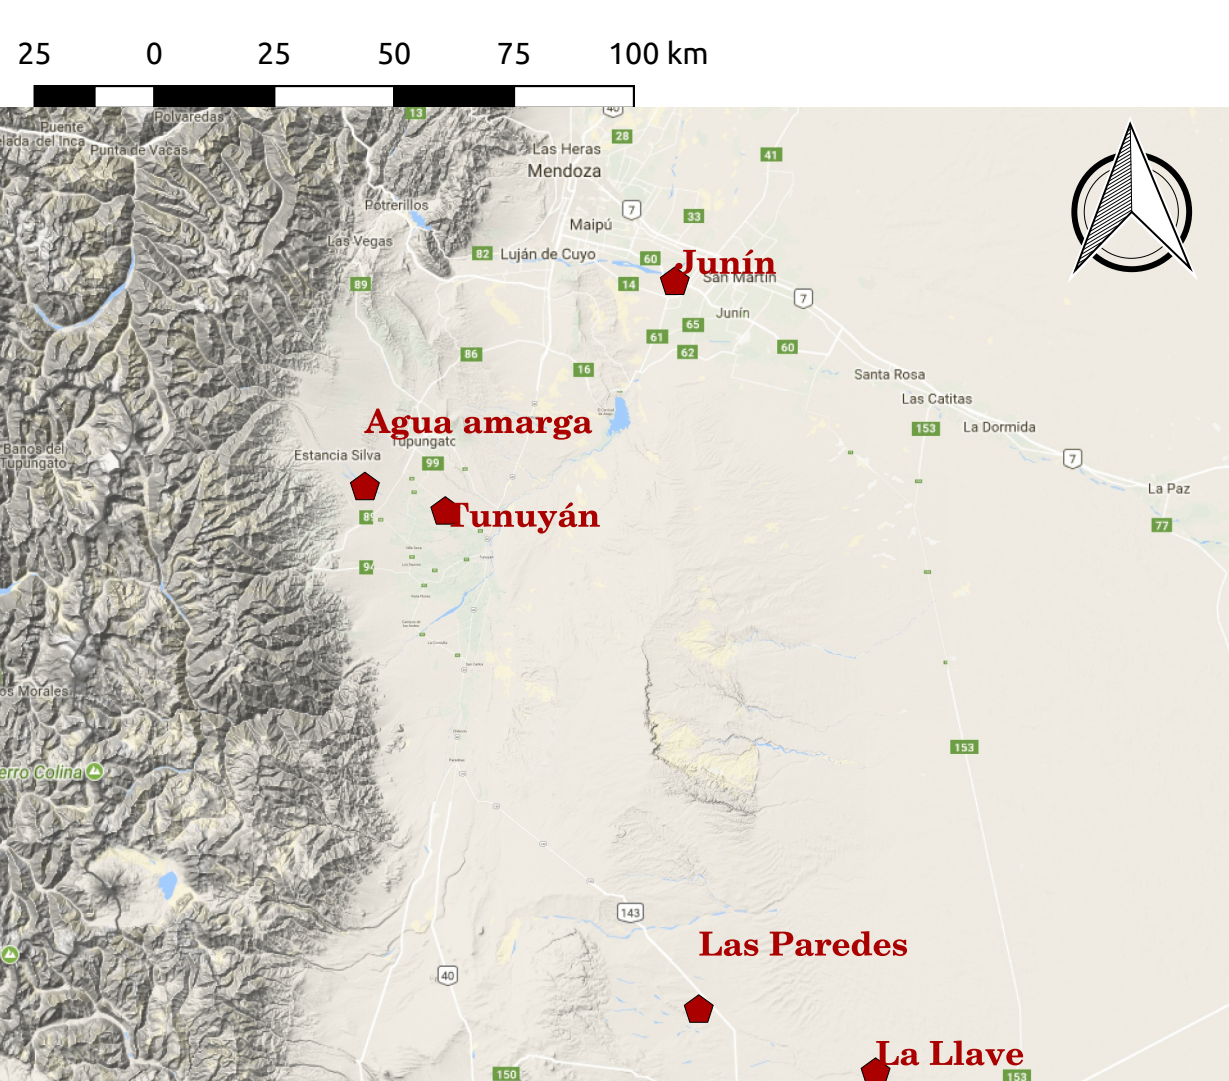 25 0 25 50 75 100 km
13
40
Polvaredas
Puente
elada del Inca
Punta de Vacas
28
Las Heras
Mendoza
41
Potrerillos
7
33
Maipú
Las Vegas
82
Luján de Cuyo
60
Junín
89
14
San Martín
7
Junín
65
61
62
60
86
16
Santa Rosa
Las Catitas
153
La Dormida
7
Agua amarga
Tupungato
Baños del
Tupungato
Estancia Silva
99
La Paz
77
89
Tunuyán
94
os Morales
153
erro Colina
143
Las Paredes
40
La Llave
150
153